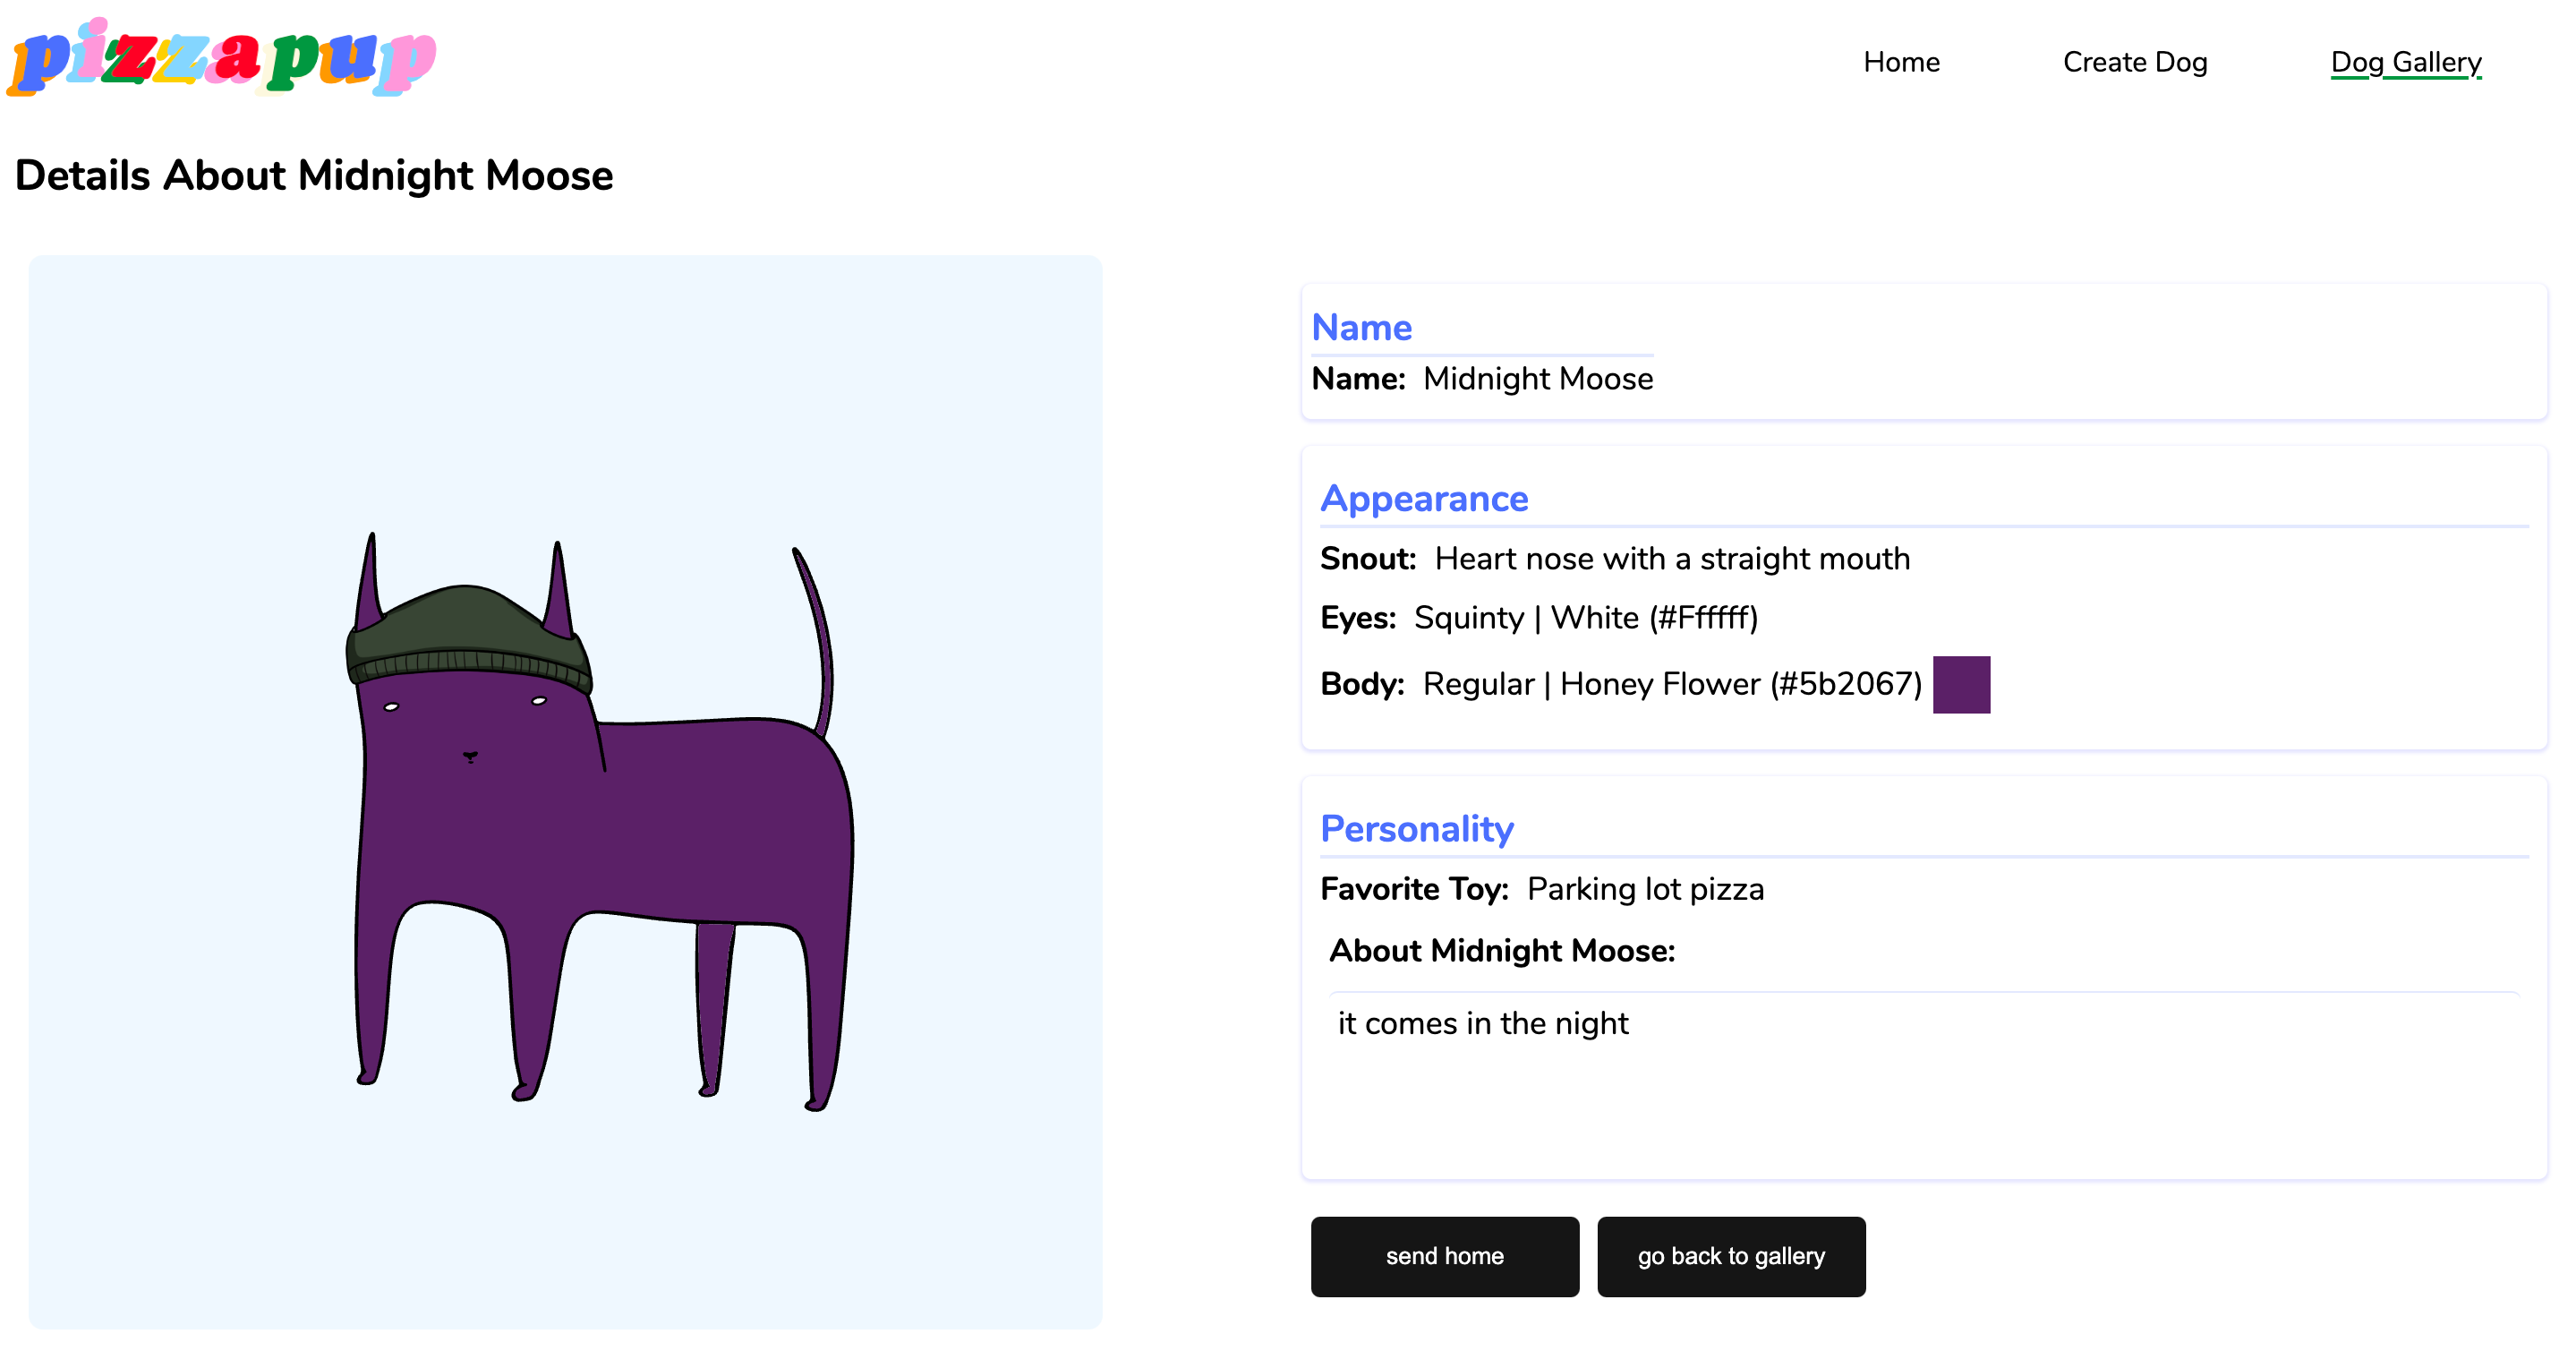 pizzapup
Home
Create Dog
Dog Gallery
Details About Midnight Moose
Name
Name: Midnight Moose
Appearance
Snout: Heart nose with a straight mouth
Eyes: Squinty | White (#Ffffff)
Body: Regular | Honey Flower (#5b2067)
Personality
Favorite Toy: Parking lot pizza
About Midnight Moose:
it comes in the night
send home
go back to gallery